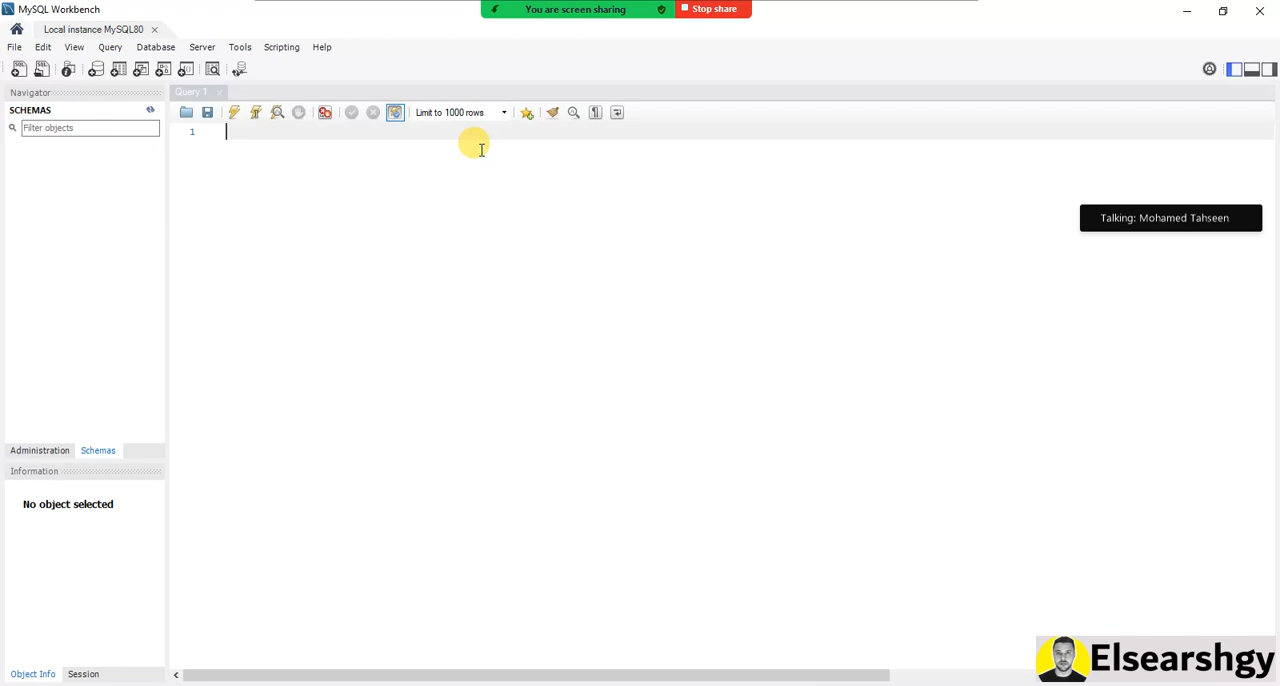 MySQL Workbench
You are screen sharing
Stop share
Local instance MySQL80
File Edit View Query Database Server Tools Scripting Help
Navigator
Query 1
SCHEMAS
Limit to 1000 rows
Filter objects
1
Talking: Mohamed Tahseen
Administration Schemas
Information
No object selected
Object Info Session
Elsearshgy